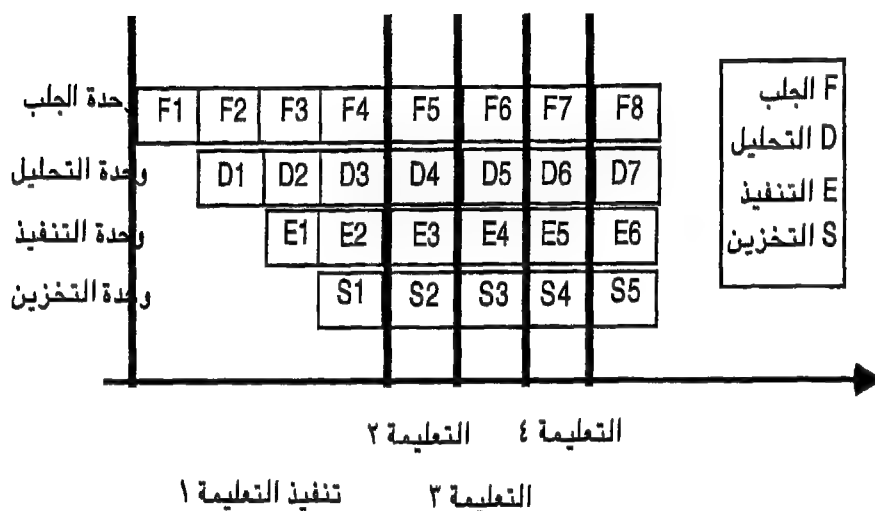 وحدة الجلب F1 F2 F3 F4 F5 F6 F7 F8
وحدة التحليل D1 D2 D3 D4 D5 D6 D7
وحدة التنفيذ E1 E2 E3 E4 E5 E6
وحدة التخزين S1 S2 S3 S4 S5
F الجلب
D التحليل
E التنفيذ
S التخزين
التعليمة ٢ التعليمة ٤
تنفيذ التعليمة ١ التعليمة ٣